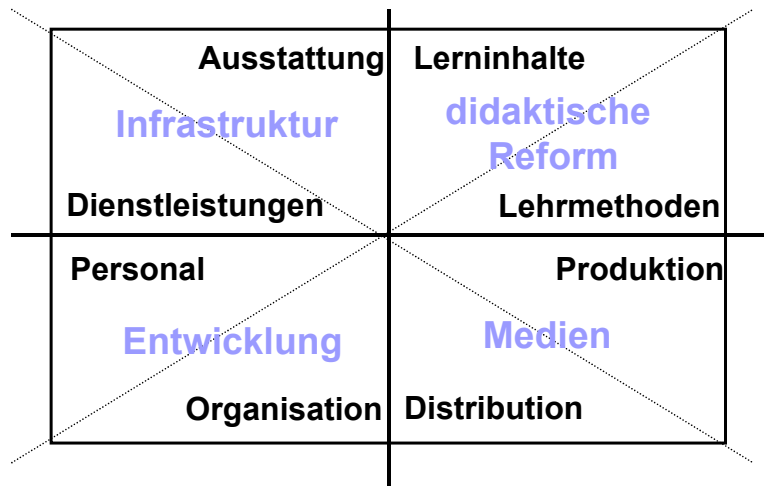 Ausstattung Lerninhalte
Infrastruktur didaktische
Reform
Dienstleistungen Lehrmethoden
Personal Produktion
Entwicklung Medien
Organisation Distribution